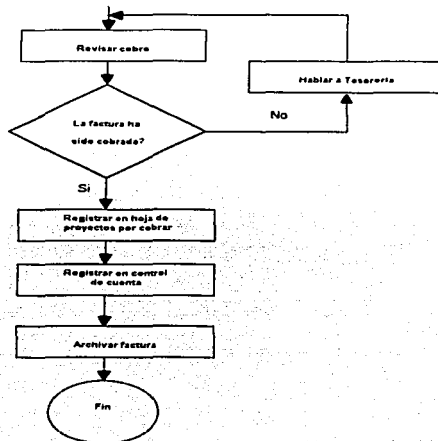 Revisar cobro
Hablar a Tesorería
La factura ha
sido cobrada?
No
Si
Registrar en hoja de
proyectos por cobrar
Registrar en control
de cuenta
Archivar factura
Fin